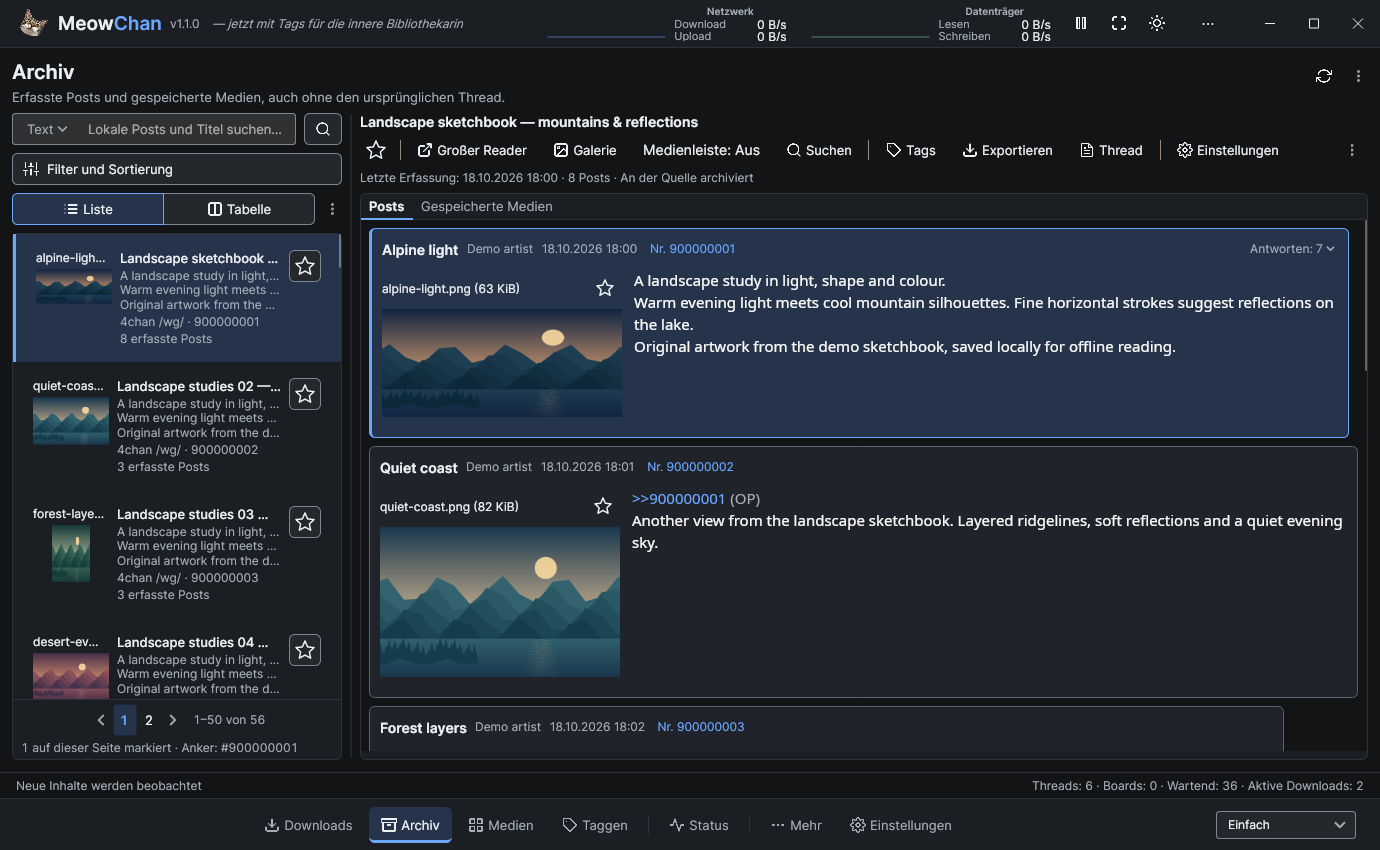 MeowChan v1.1.0 — jetzt mit Tags für die innere Bibliothekarin
Netzwerk
Download 0 B/s
Upload 0 B/s
Datenträger
Lesen 0 B/s
Schreiben 0 B/s
Archiv
Erfasste Posts und gespeicherte Medien, auch ohne den ursprünglichen Thread.
Text Lokale Posts und Titel suchen...
Filter und Sortierung
Liste Tabelle
alpine-ligh... Landscape sketchbook ...
A landscape study in light,...
Warm evening light meets ...
Original artwork from the ...
4chan /wg/ · 900000001
8 erfasste Posts
quiet-coas... Landscape studies 02 —...
A landscape study in light, ...
Warm evening light meets ...
Original artwork from the d...
4chan /wg/ · 900000002
3 erfasste Posts
forest-laye... Landscape studies 03 ...
A landscape study in light, ...
Warm evening light meets ...
Original artwork from the d...
4chan /wg/ · 900000003
3 erfasste Posts
desert-ev... Landscape studies 04 ...
A landscape study in light, ...
Warm evening light meets ...
Original artwork from the d...
1 2 1–50 von 56
1 auf dieser Seite markiert · Anker: #900000001
Landscape sketchbook — mountains & reflections
Großer Reader Galerie Medienleiste: Aus Suchen Tags Exportieren Thread Einstellungen
Letzte Erfassung: 18.10.2026 18:00 · 8 Posts · An der Quelle archiviert
Posts Gespeicherte Medien
Alpine light Demo artist 18.10.2026 18:00 Nr. 900000001 Antworten: 7
alpine-light.png (63 KiB)
A landscape study in light, shape and colour.
Warm evening light meets cool mountain silhouettes. Fine horizontal strokes suggest reflections on
the lake.
Original artwork from the demo sketchbook, saved locally for offline reading.
Quiet coast Demo artist 18.10.2026 18:01 Nr. 900000002
quiet-coast.png (82 KiB)
>>900000001 (OP)
Another view from the landscape sketchbook. Layered ridgelines, soft reflections and a quiet evening
sky.
Forest layers Demo artist 18.10.2026 18:02 Nr. 900000003
Neue Inhalte werden beobachtet
Threads: 6 · Boards: 0 · Wartend: 36 · Aktive Downloads: 2
Downloads Archiv Medien Taggen Status Mehr Einstellungen
Einfach